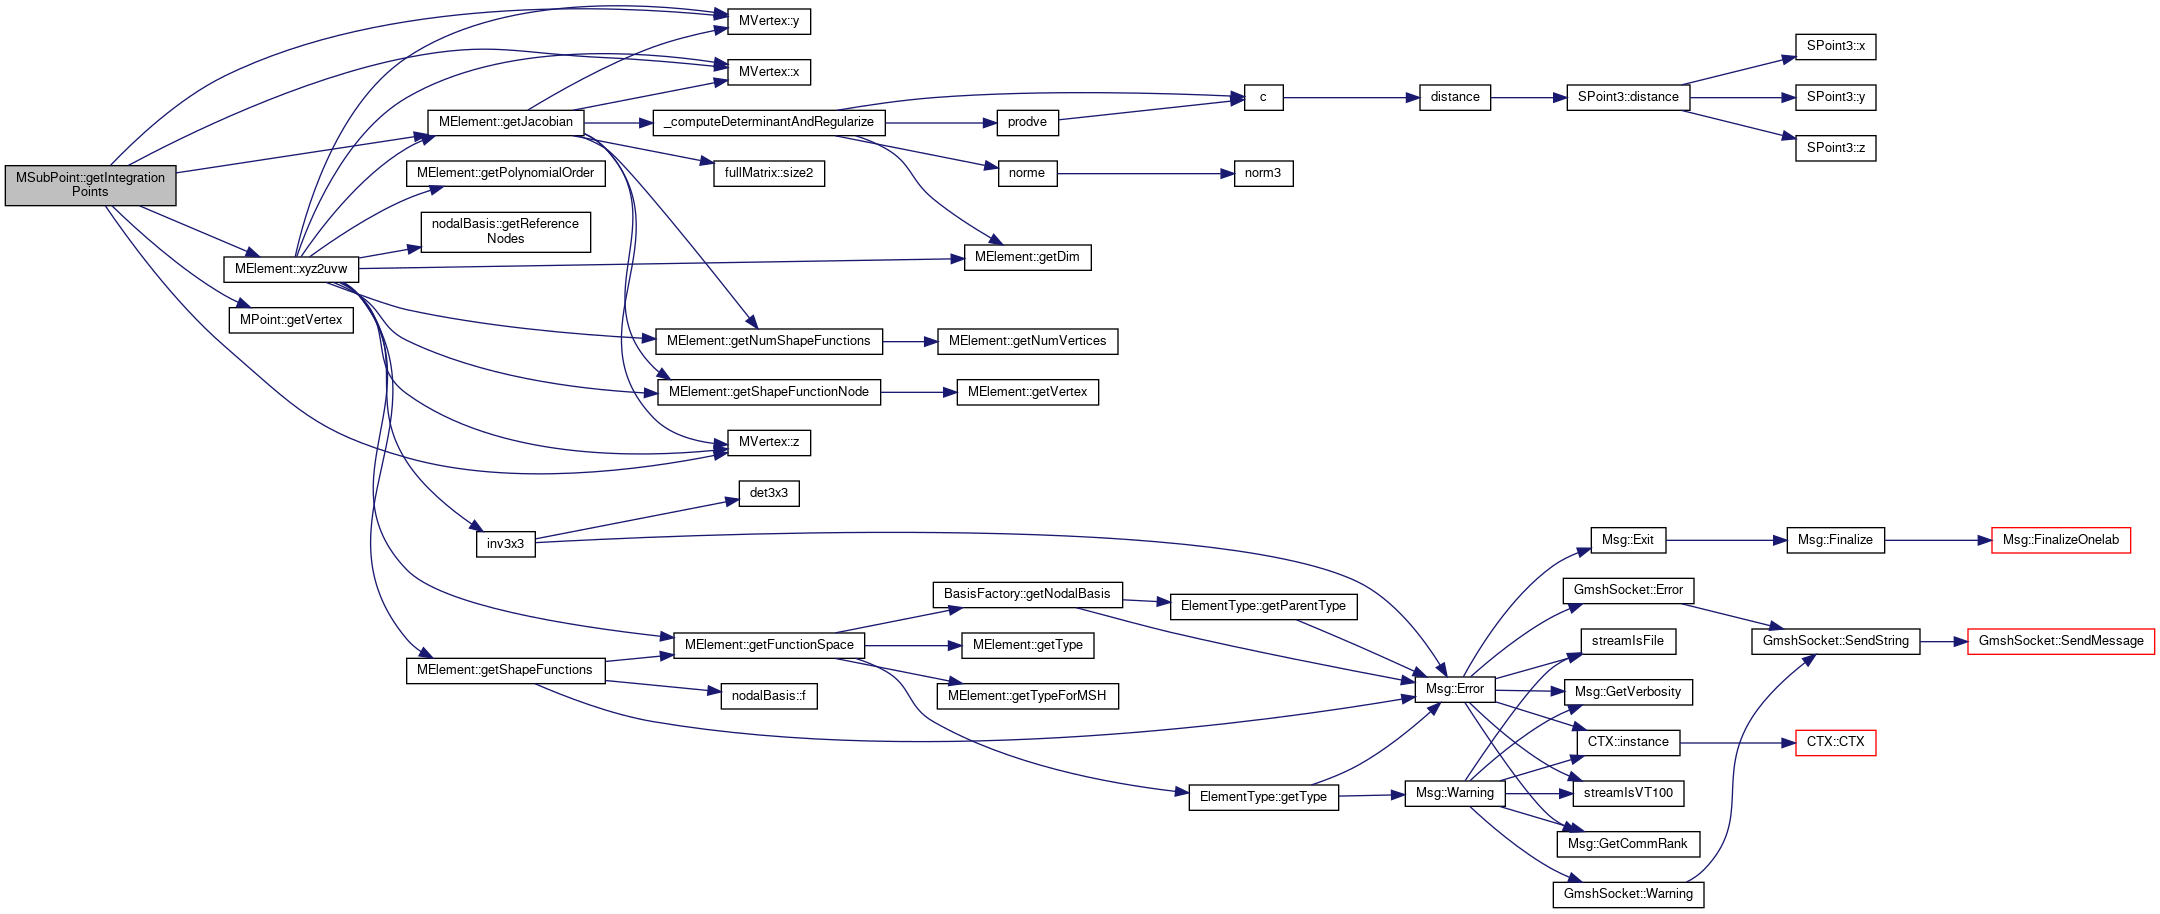 MSubPoint::getIntegration
Points
MVertex::y
MVertex::x
MElement::getJacobian
MElement::getPolynomialOrder
nodalBasis::getReference
Nodes
MElement::xyz2uvw
MPoint::getVertex
_computeDeterminantAndRegularize
fullMatrix::size2
c
prodve
norme
norm3
distance
SPoint3::distance
SPoint3::x
SPoint3::y
SPoint3::z
MElement::getDim
MElement::getNumShapeFunctions
MElement::getNumVertices
MElement::getShapeFunctionNode
MElement::getVertex
MVertex::z
det3x3
inv3x3
BasisFactory::getNodalBasis
ElementType::getParentType
MElement::getFunctionSpace
MElement::getType
MElement::getShapeFunctions
nodalBasis::f
MElement::getTypeForMSH
ElementType::getType
Msg::Error
Msg::Warning
Msg::Exit
Msg::Finalize
Msg::FinalizeOnelab
GmshSocket::Error
streamIsFile
GmshSocket::SendString
GmshSocket::SendMessage
Msg::GetVerbosity
CTX::instance
CTX::CTX
streamIsVT100
Msg::GetCommRank
GmshSocket::Warning